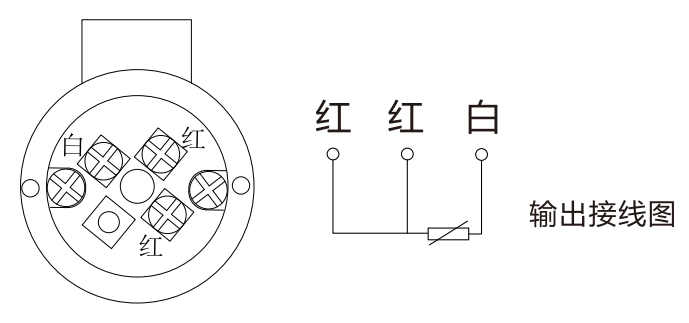 白 红
红
红 红 白
输出接线图